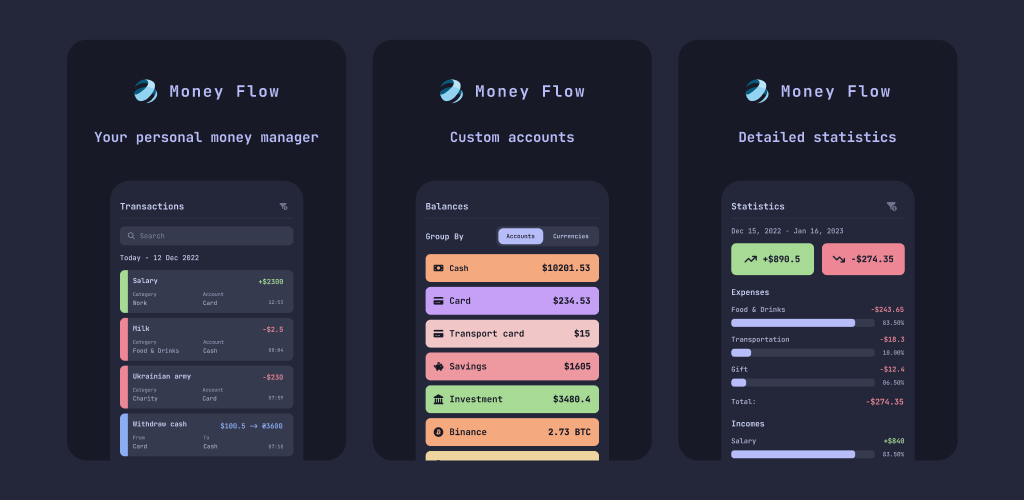 Money Flow
Your personal money manager
Transactions
Search
Today - 12 Dec 2022
Salary +$2300
Category Account
Work Card 12:53
Milk -$2.5
Category Account
Food & Drinks Cash 08:04
Ukrainian army -$230
Category Account
Charity Card 07:59
Withdraw cash $100.5 → ₴3600
From To
Card Cash
Money Flow
Custom accounts
Balances
Group By Accounts Currencies
Cash $10201.53
Card $234.53
Transport card $15
Savings $1605
Investment $3480.4
Binance 2.73 BTC
Money Flow
Detailed statistics
Statistics
Dec 15, 2022 - Jan 16, 2023
+$890.5 -$274.35
Expenses
Food & Drinks -$243.65
83.50%
Transportation -$18.3
10.00%
Gift -$12.4
06.50%
Total: -$274.35
Incomes
Salary +$840
83.50%